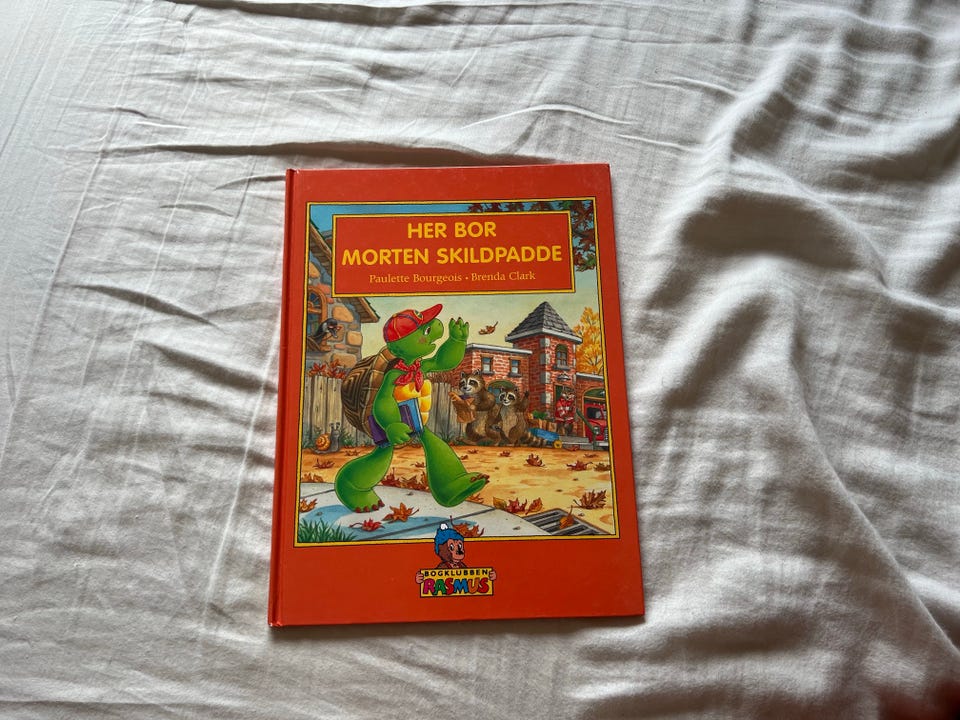 HER BOR
MORTEN SKILDPADDE
Paulette Bourgeois • Brenda Clark
BOGKLUBBEN
RASMUS